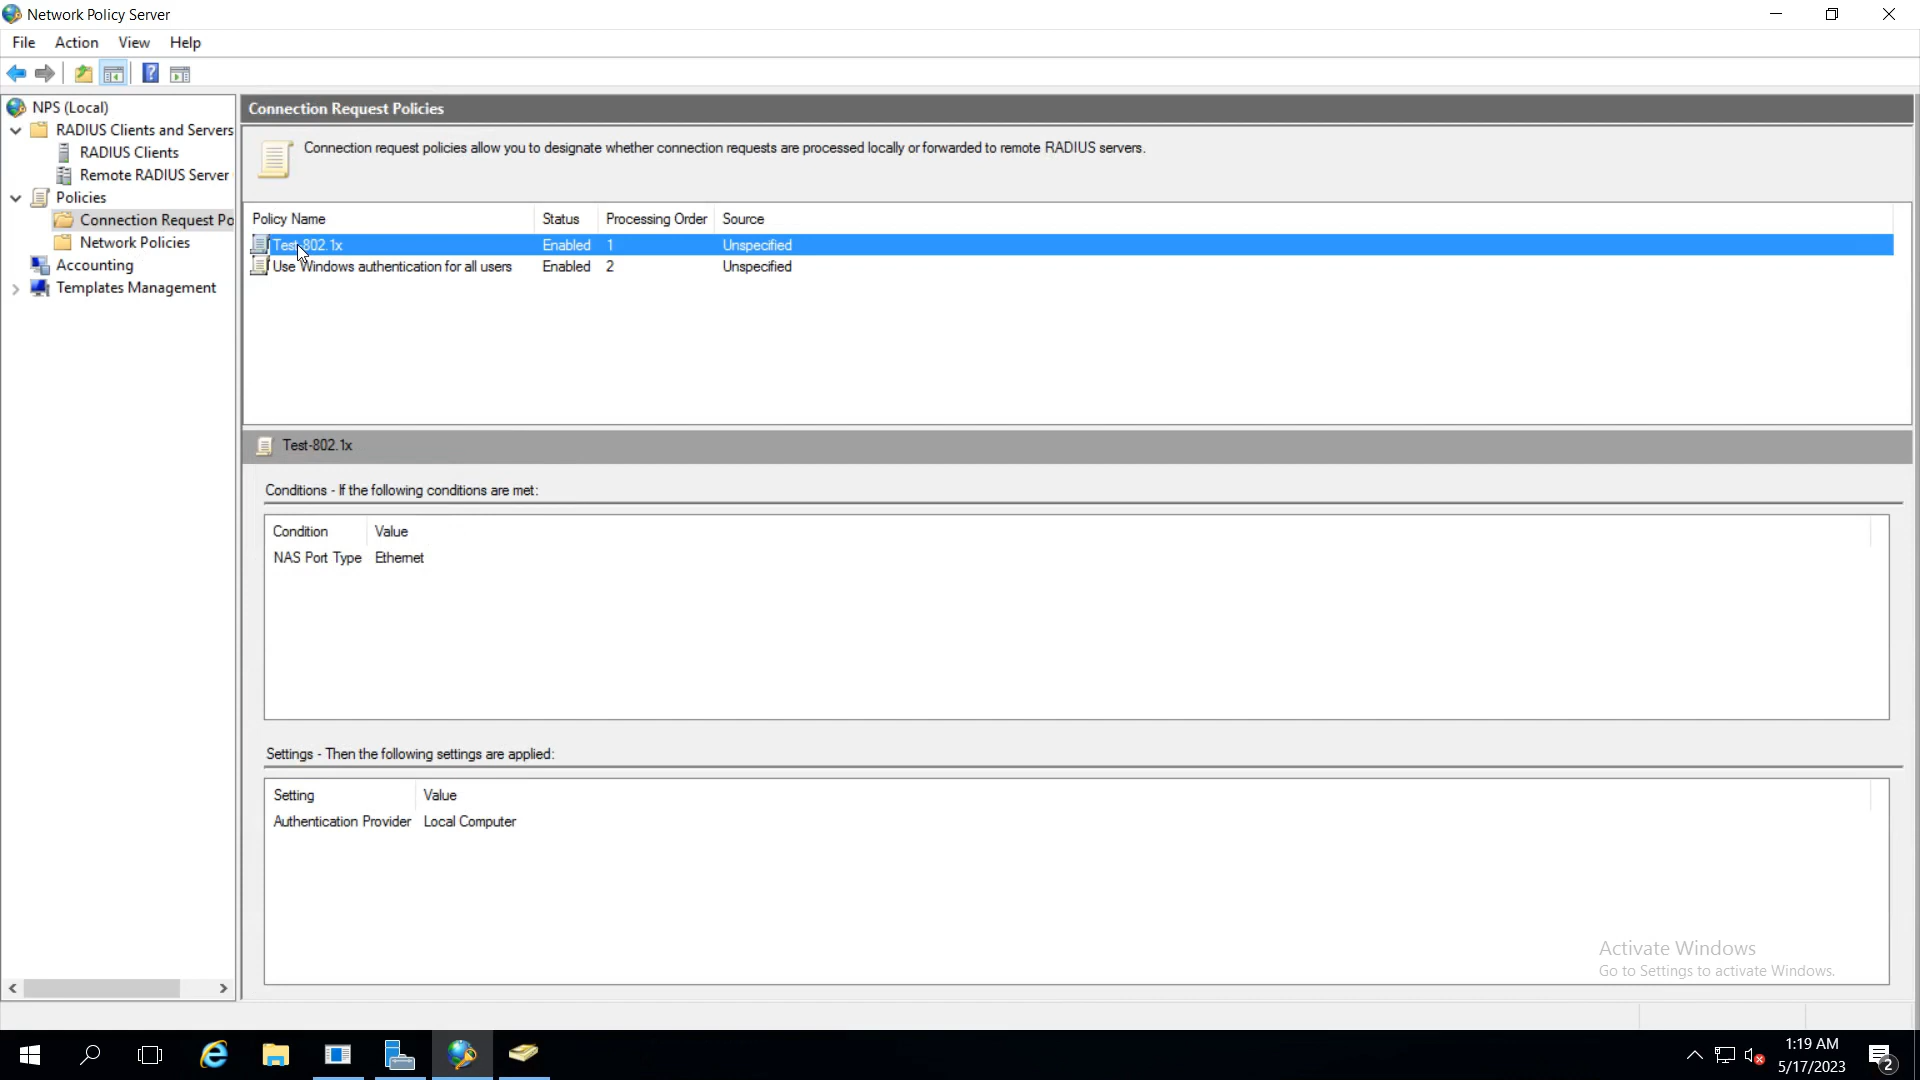 Network Policy Server
File Action View Help
NPS (Local)
RADIUS Clients and Servers
RADIUS Clients
Remote RADIUS Server
Policies
Connection Request Po
Network Policies
Accounting
Templates Management
Connection Request Policies
Connection request policies allow you to designate whether connection requests are processed locally or forwarded to remote RADIUS servers.
Policy Name Status Processing Order Source
Test-802.1x Enabled 1 Unspecified
Use Windows authentication for all users Enabled 2 Unspecified
Test-802.1x
Conditions - If the following conditions are met:
Condition Value
NAS Port Type Ethernet
Settings - Then the following settings are applied:
Setting Value
Authentication Provider Local Computer
Activate Windows
Go to Settings to activate Windows.
1:19 AM
5/17/2023
2